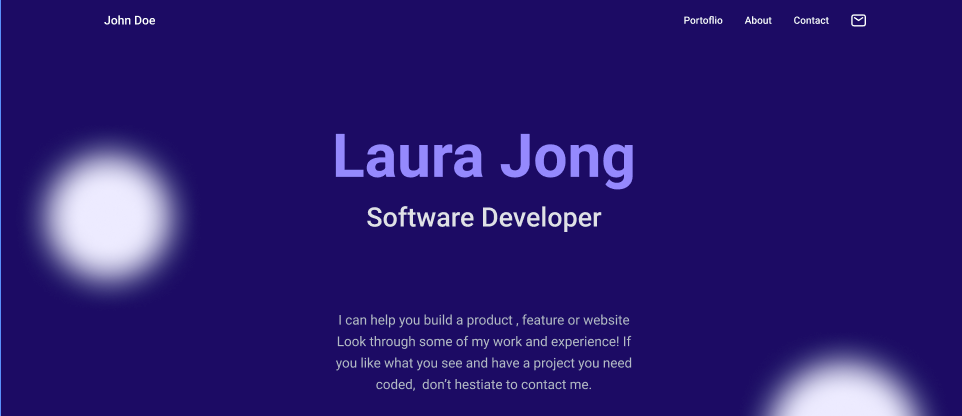 John Doe
Portoflio About Contact
Laura Jong
Software Developer
I can help you build a product , feature or website
Look through some of my work and experience! If
you like what you see and have a project you need
coded, don't hestiate to contact me.